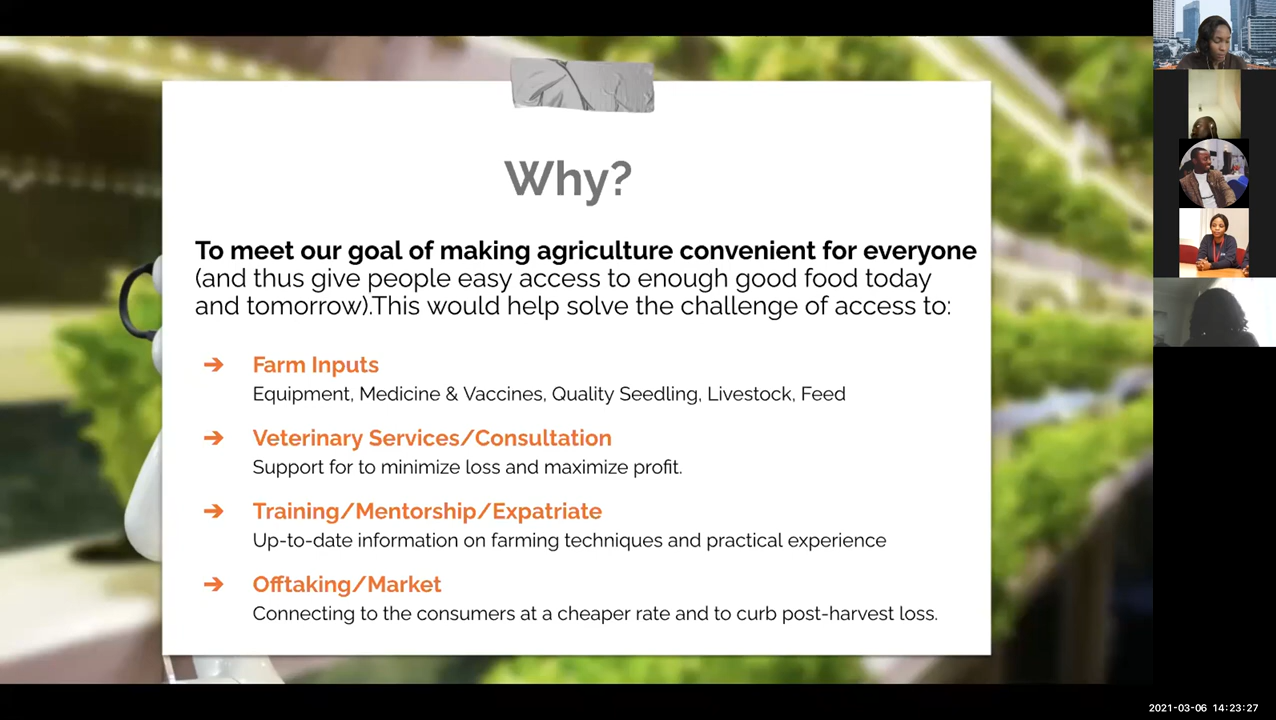 Why?
To meet our goal of making agriculture convenient for everyone
(and thus give people easy access to enough good food today
and tomorrow).This would help solve the challenge of access to:
➔ Farm Inputs
Equipment, Medicine & Vaccines, Quality Seedling, Livestock, Feed
➔ Veterinary Services/Consultation
Support for to minimize loss and maximize profit.
➔ Training/Mentorship/Expatriate
Up-to-date information on farming techniques and practical experience
➔ Offtaking/Market
Connecting to the consumers at a cheaper rate and to curb post-harvest loss.
2021-03-06 14:23:27